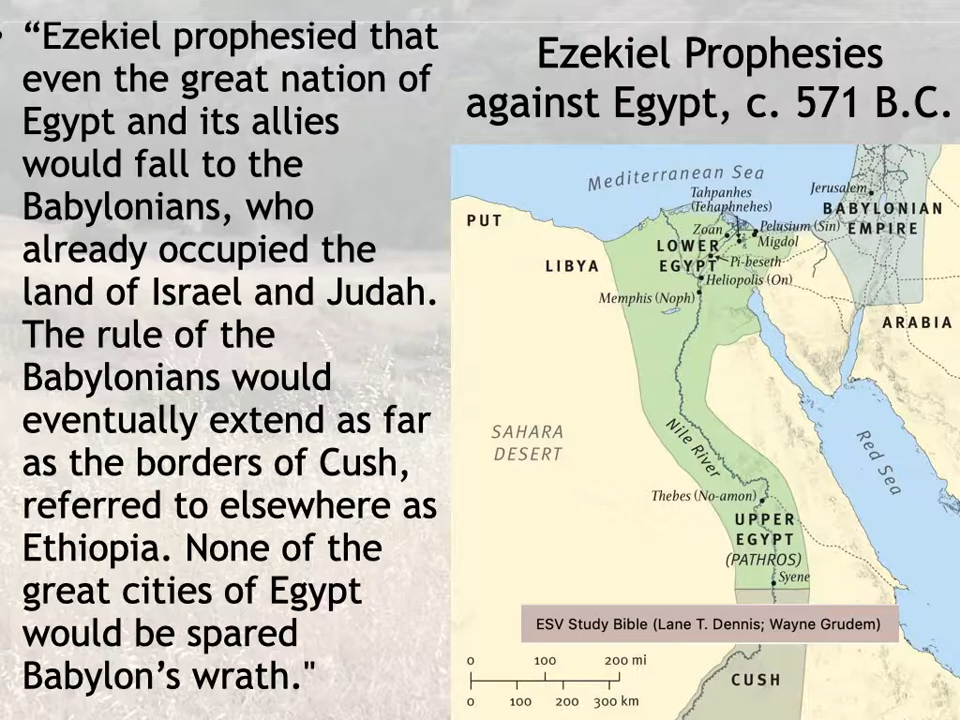 • “Ezekiel prophesied that
even the great nation of
Egypt and its allies
would fall to the
Babylonians, who
already occupied the
land of Israel and Judah.
The rule of the
Babylonians would
eventually extend as far
as the borders of Cush,
referred to elsewhere as
Ethiopia. None of the
great cities of Egypt
would be spared
Babylon’s wrath."
Ezekiel Prophesies
against Egypt, c. 571 B.C.
Mediterranean Sea
Tahpanhes
(Tehaphnehes)
Jerusalem
PUT
BABYLONIAN
EMPIRE
Zoan
Pelusium (Sin)
Migdol
LOWER
EGYPT
Pi-beseth
LIBYA
Heliopolis (On)
Memphis (Noph)
ARABIA
SAHARA
DESERT
Nile River
Red Sea
Thebes (No-amon)
UPPER
EGYPT
(PATHROS)
Syene
ESV Study Bible (Lane T. Dennis; Wayne Grudem)
0 100 200 mi
0 100 200 300 km
CUSH